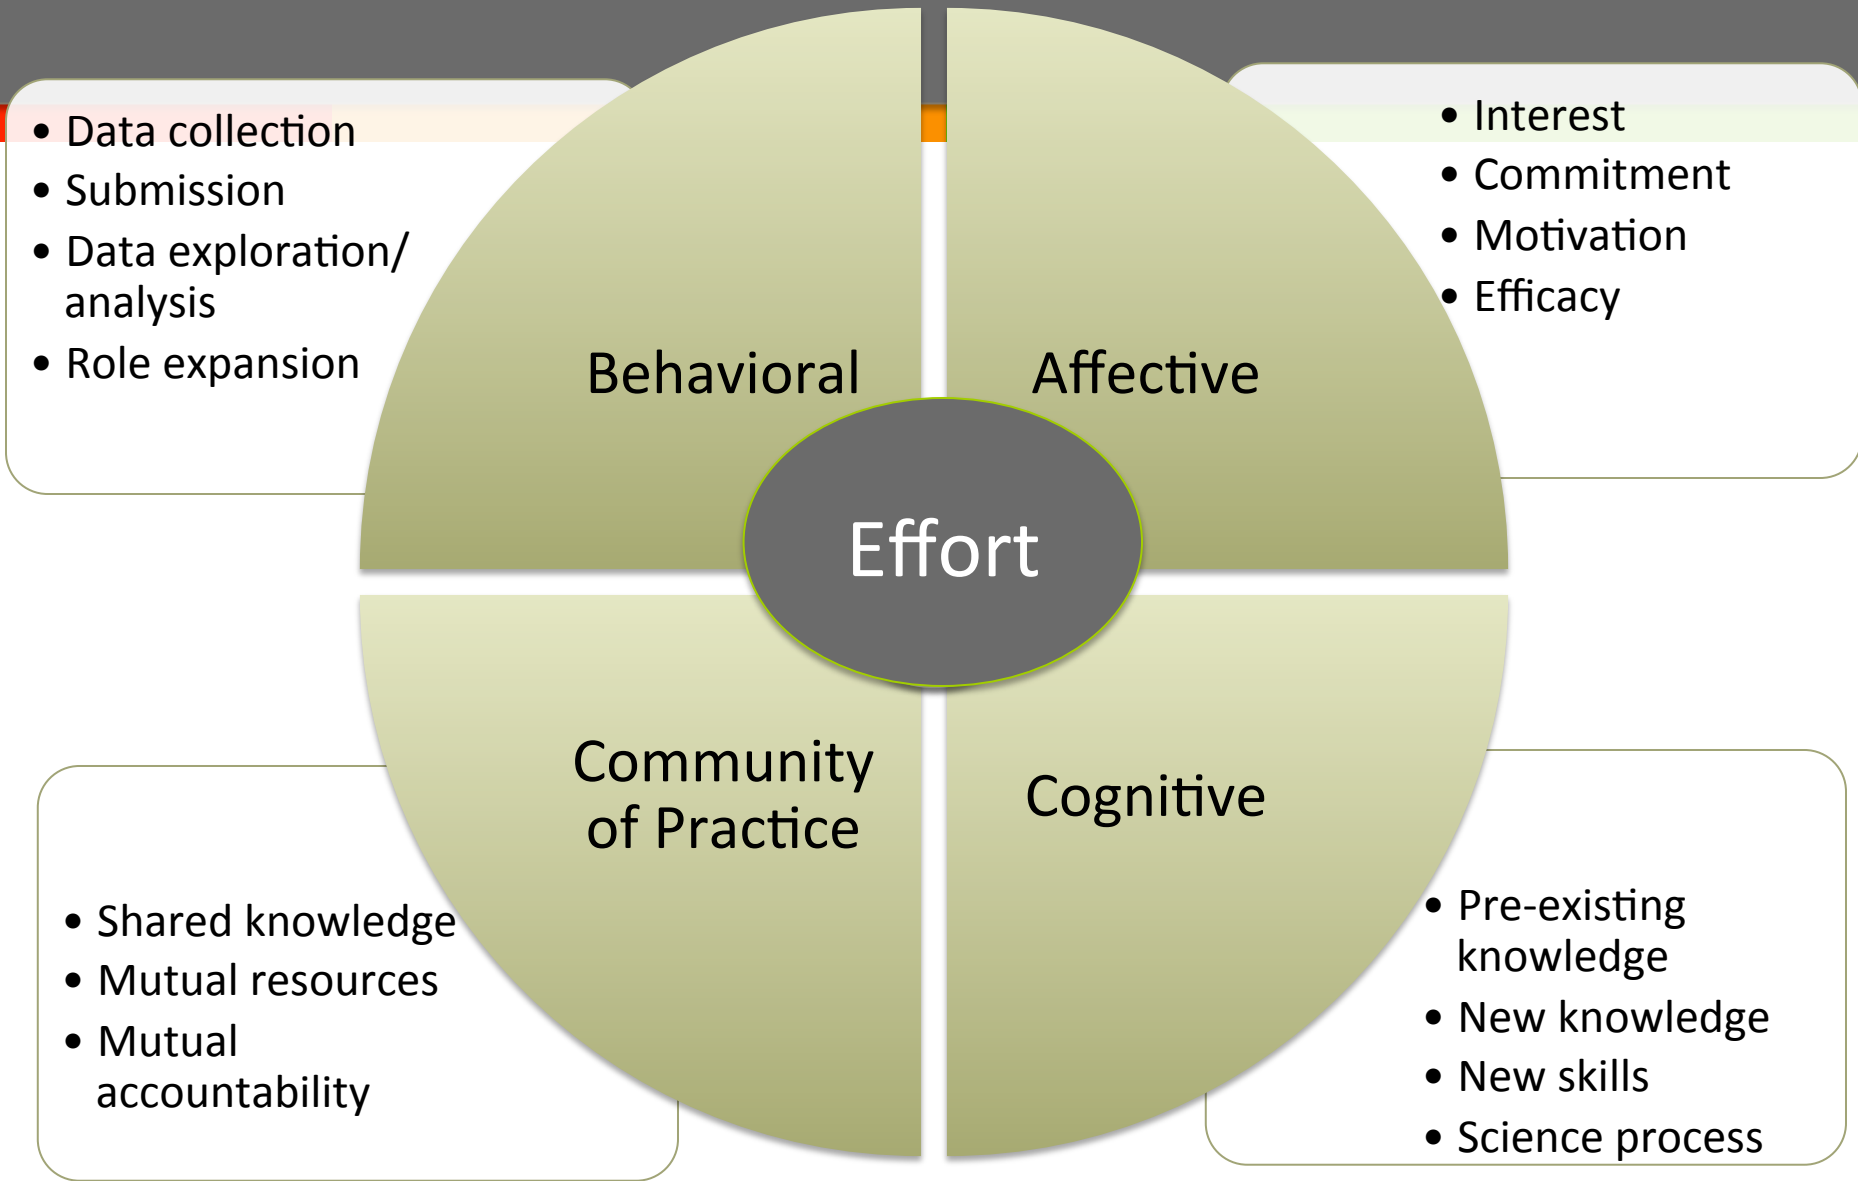 • Data collection
• Submission
• Data exploration/
analysis
• Role expansion
• Interest
• Commitment
• Motivation
• Efficacy
Behavioral
Affective
Effort
Community
of Practice
Cognitive
• Shared knowledge
• Mutual resources
• Mutual
accountability
• Pre-existing
knowledge
• New knowledge
• New skills
• Science process